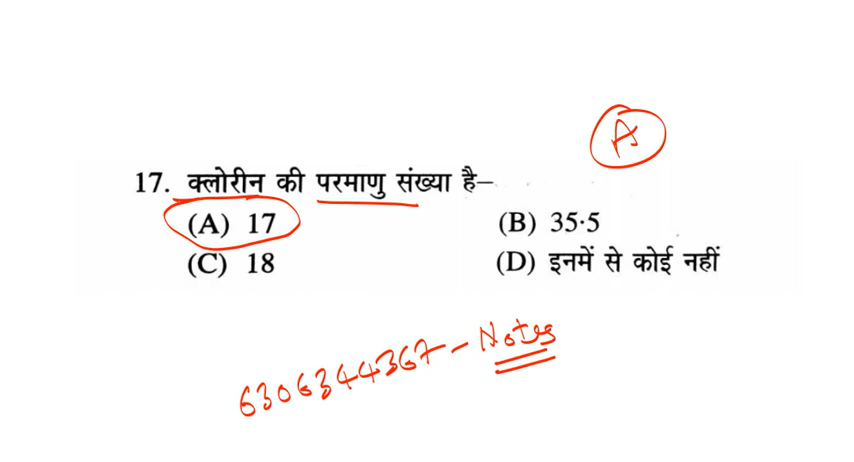 A
17. क्लोरीन की परमाणु संख्या है–
(A) 17 (B) 35·5
(C) 18 (D) इनमें से कोई नहीं
6306344367 – Notes